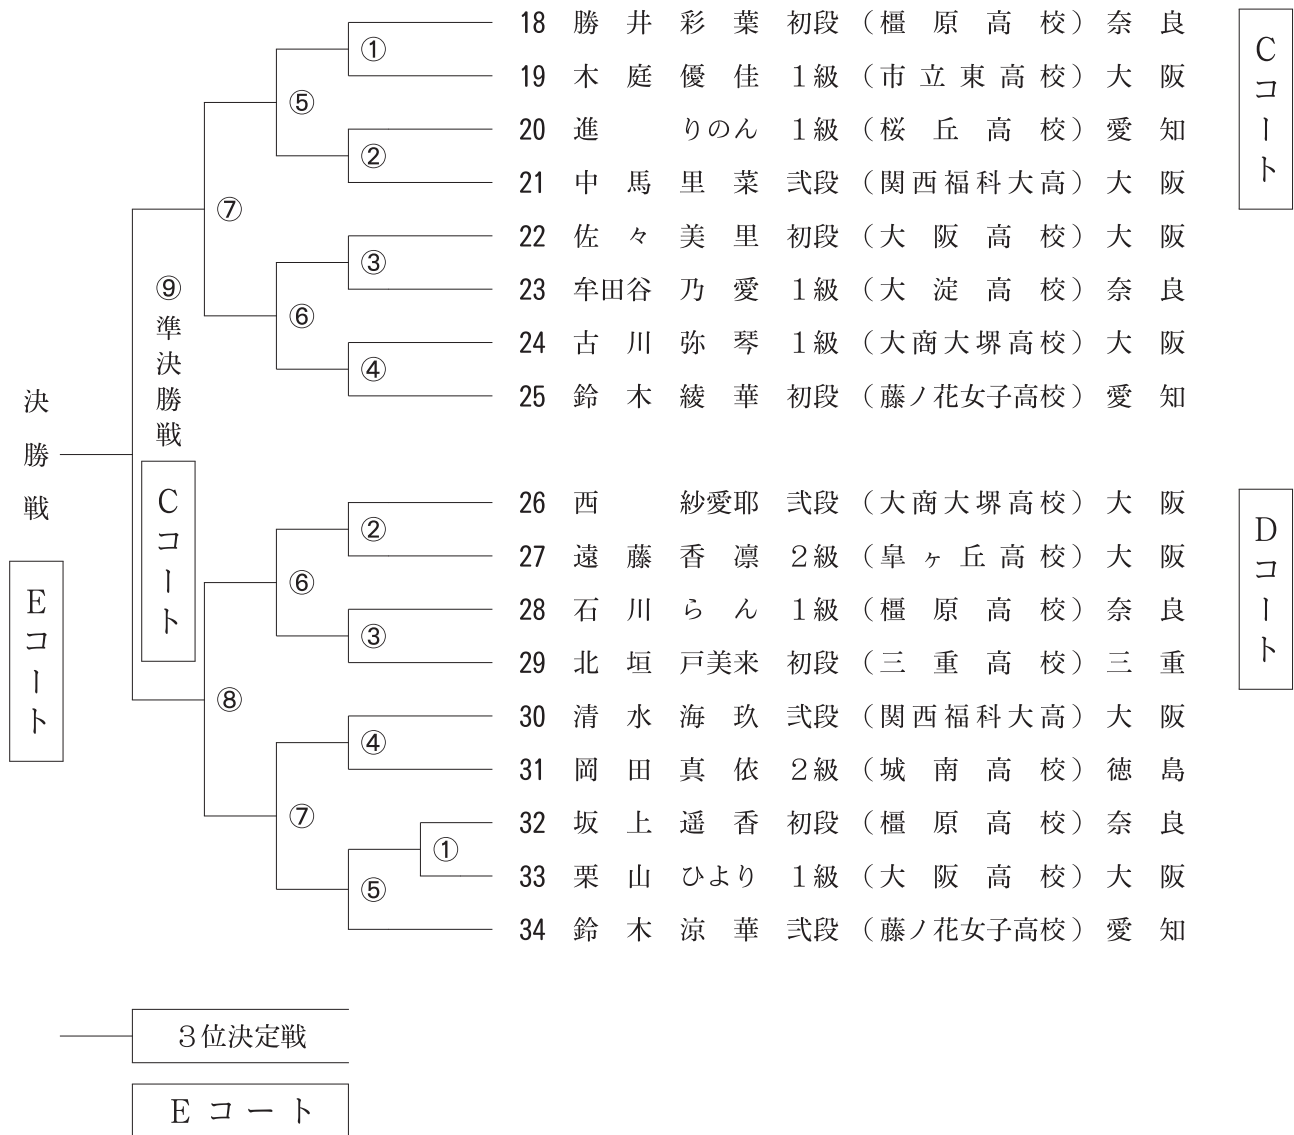 18 勝井彩葉 初段 （橿原高校） 奈良
①
19 木庭優佳 1級 （市立東高校） 大阪
⑤
20 進 りのん 1級 （桜丘高校） 愛知
②
21 中馬里菜 弐段 （関西福科大高） 大阪
Cコート
⑦
22 佐々美里 初段 （大阪高校） 大阪
③
23 牟田谷乃愛 1級 （大淀高校） 奈良
⑥
24 古川弥琴 1級 （大商大堺高校） 大阪
④
25 鈴木綾華 初段 （藤ノ花女子高校） 愛知
⑨準決勝戦
Cコート
決勝戦
Eコート
26 西 紗愛耶 弐段 （大商大堺高校） 大阪
②
27 遠藤香凛 2級 （皐ヶ丘高校） 大阪
⑥
28 石川らん 1級 （橿原高校） 奈良
③
29 北垣戸美来 初段 （三重高校） 三重
Dコート
⑧
30 清水海玖 弐段 （関西福科大高） 大阪
④
31 岡田真依 2級 （城南高校） 徳島
⑦
32 坂上遥香 初段 （橿原高校） 奈良
①
33 栗山ひより 1級 （大阪高校） 大阪
⑤
34 鈴木涼華 弐段 （藤ノ花女子高校） 愛知
3位決定戦
Eコート